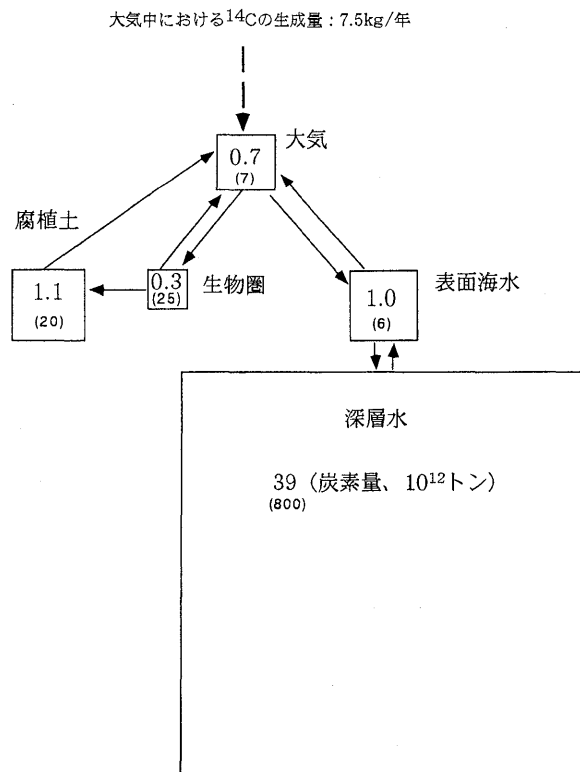 大気中における¹⁴Cの生成量：7.5kg/年
大気
0.7
(7)
腐植土
1.1
(20)
0.3
(25)
生物圏
表面海水
1.0
(6)
深層水
39（炭素量、10¹²トン）
(800)